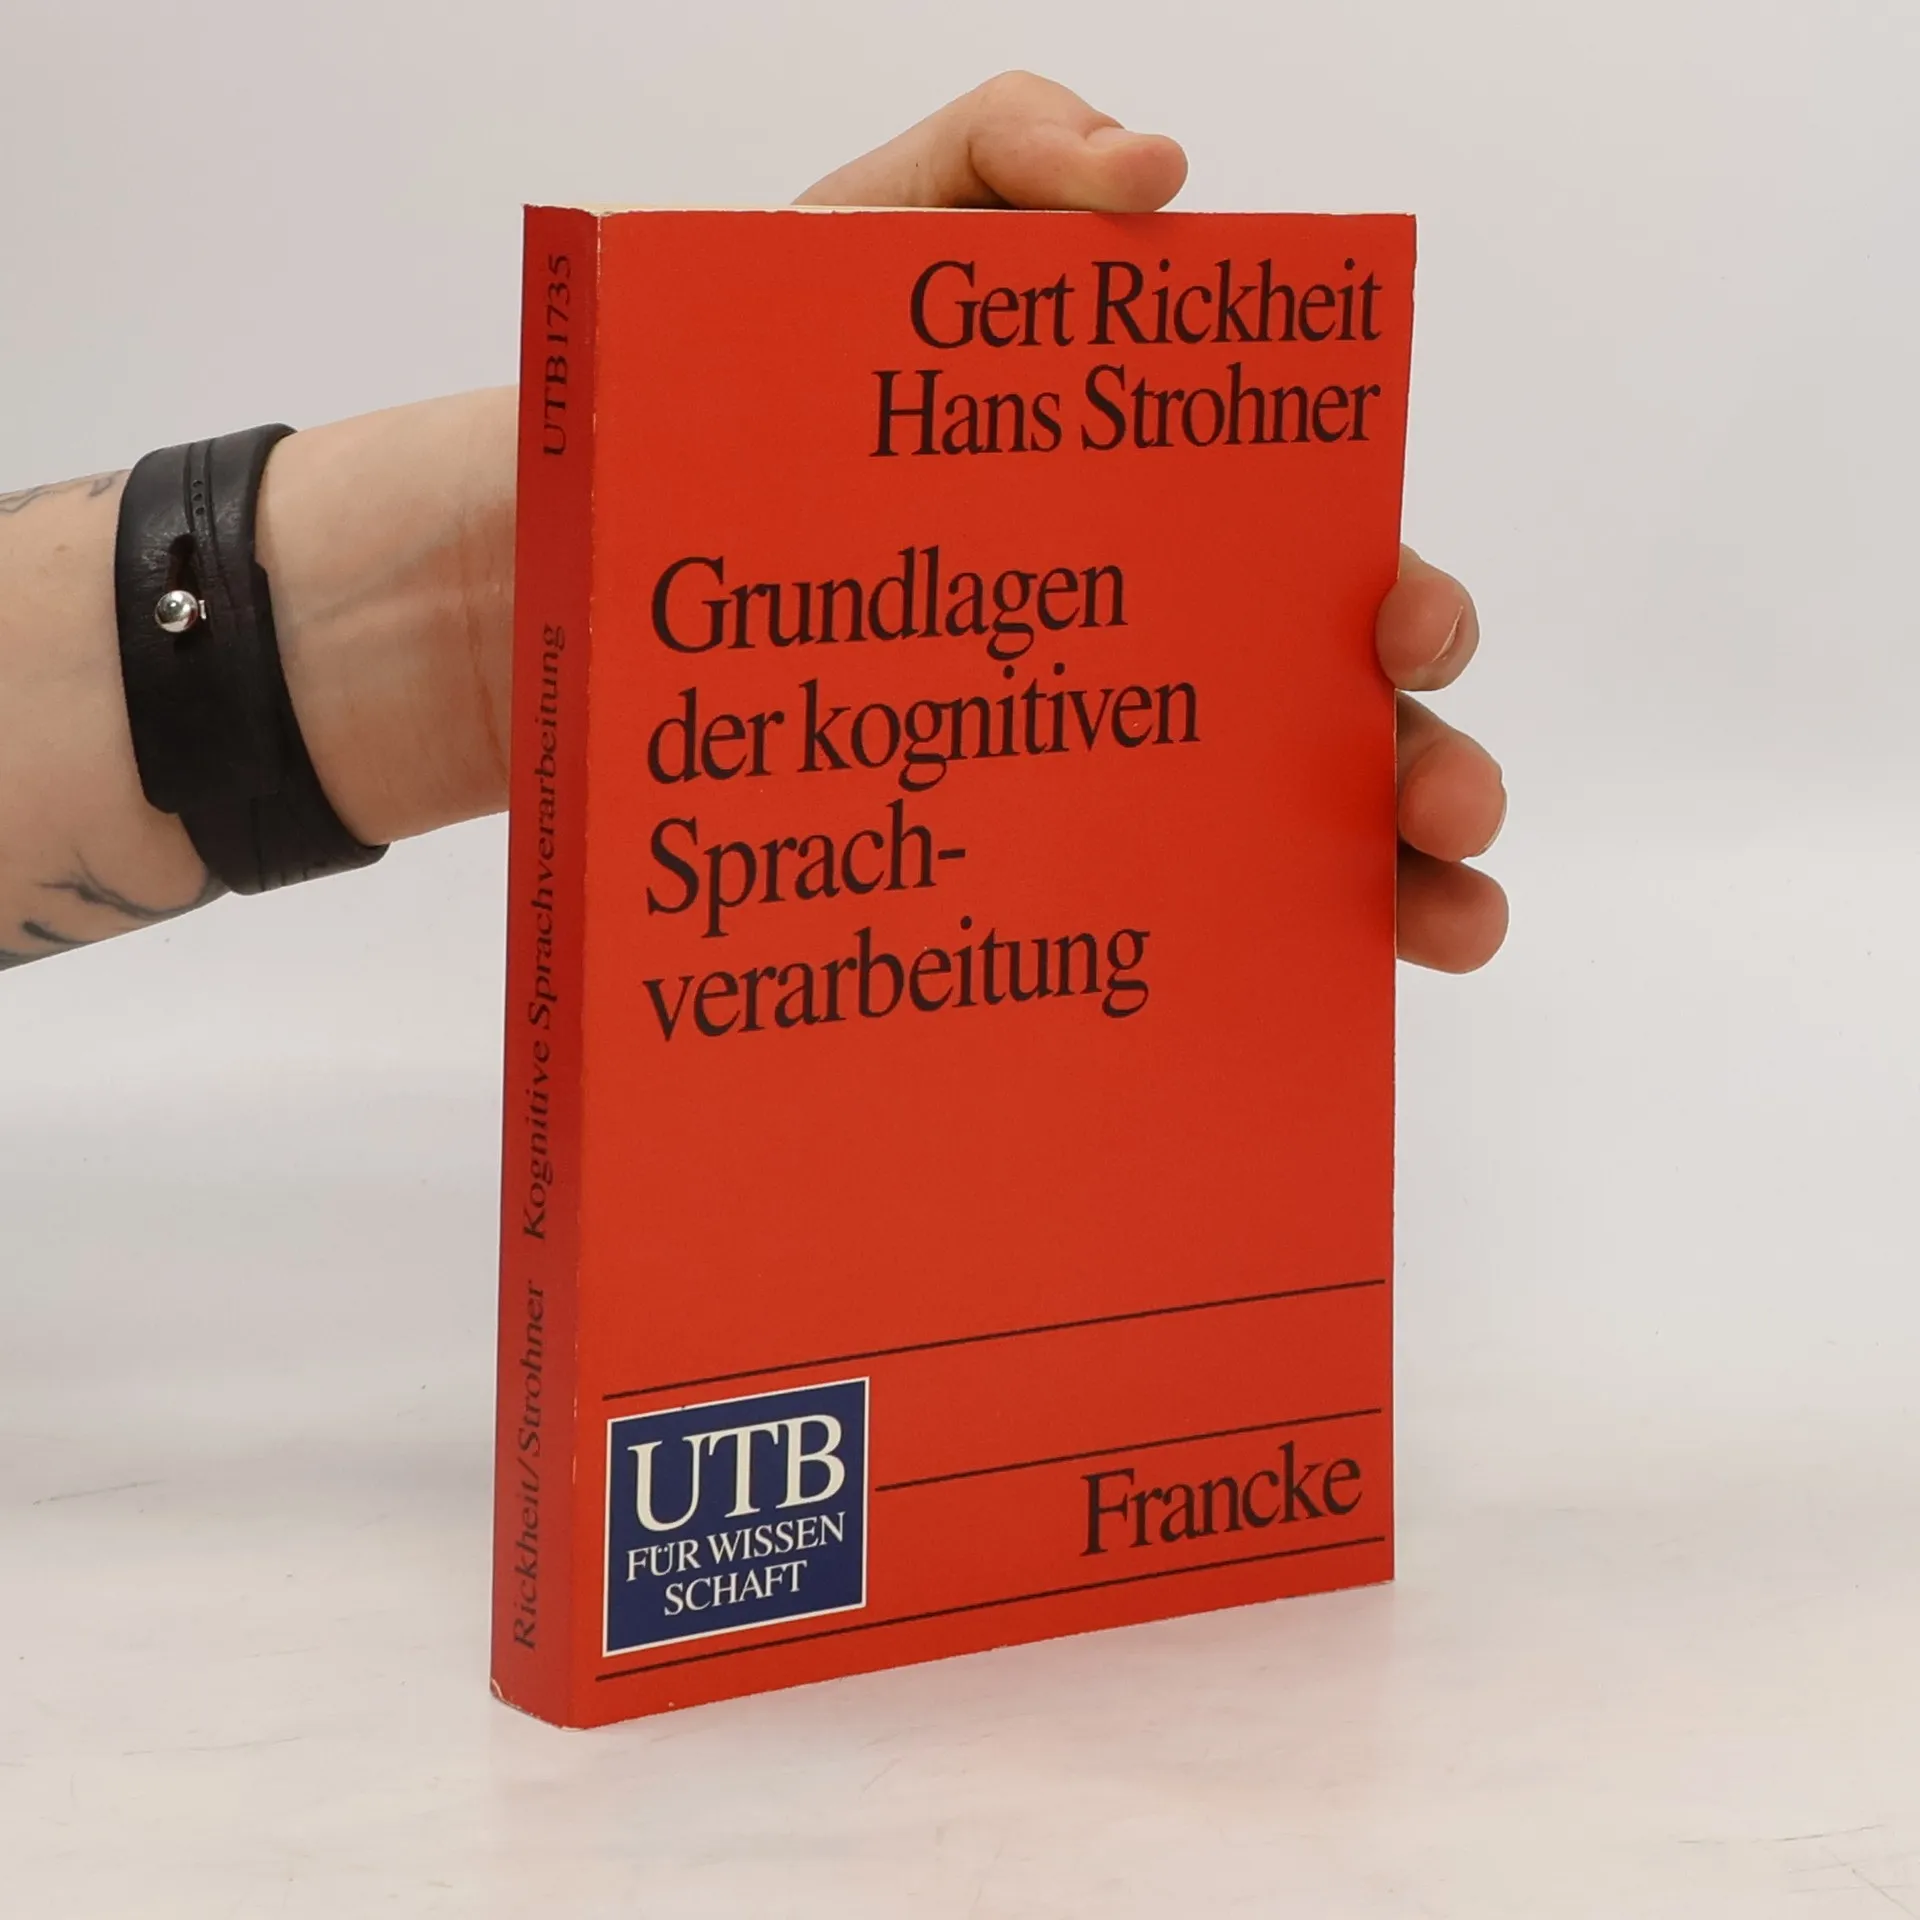 Gert Rickheit
Hans Strohner
Grundlagen
der kognitiven
Sprach-
verarbeitung
UTB
FÜR WISSEN
SCHAFT
Francke
Rickheit/Strohner Kognitive Sprachverarbeitung UTB 1735